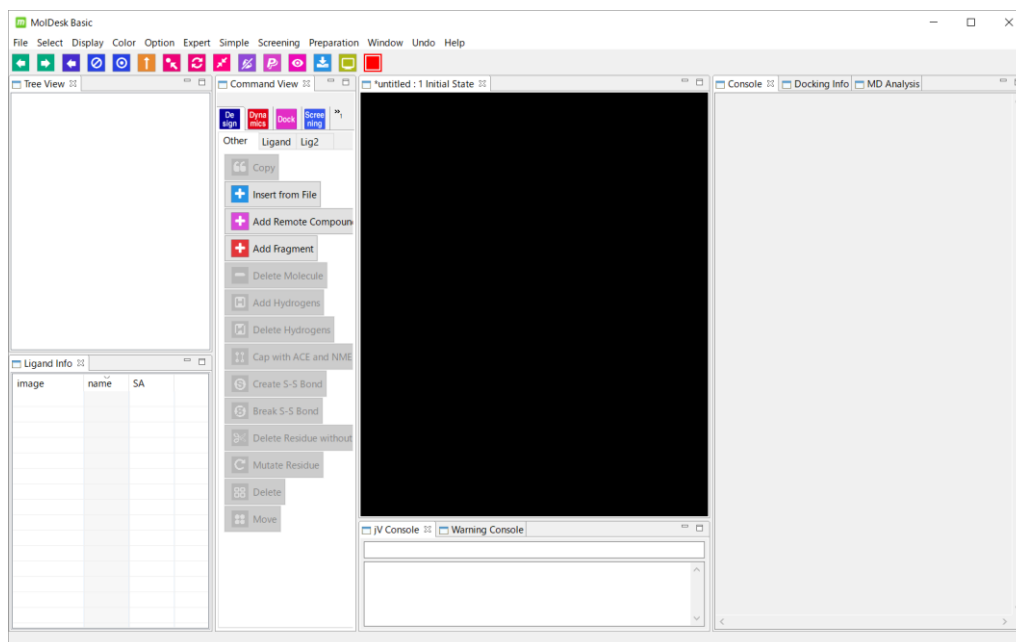 MolDesk Basic
File Select Display Color Option Expert Simple Screening Preparation Window Undo Help
Tree View
Command View
*untitled : 1 Initial State
Console
Docking Info
MD Analysis
De
sign
Dyna
mics
Dock
Scree
ning
»1
Other Ligand Lig2
Copy
Insert from File
Add Remote Compoun
Add Fragment
Delete Molecule
Add Hydrogens
Delete Hydrogens
Cap with ACE and NME
Create S-S Bond
Break S-S Bond
Delete Residue without
Mutate Residue
Delete
Move
Ligand Info
image name SA
jV Console
Warning Console